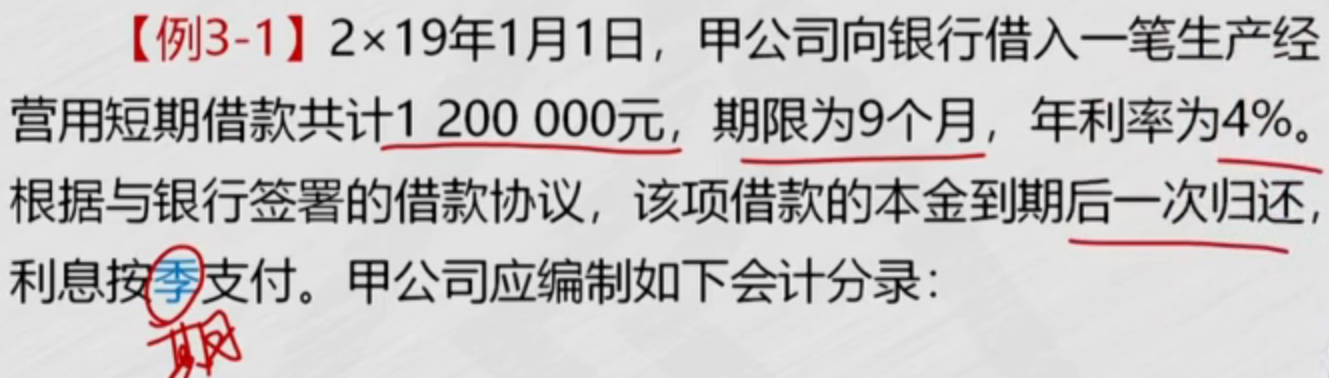 【例3-1】2×19年1月1日，甲公司向银行借入一笔生产经
营用短期借款共计1 200 000元，期限为9个月，年利率为4%。
根据与银行签署的借款协议，该项借款的本金到期后一次归还，
利息按季支付。甲公司应编制如下会计分录：
期